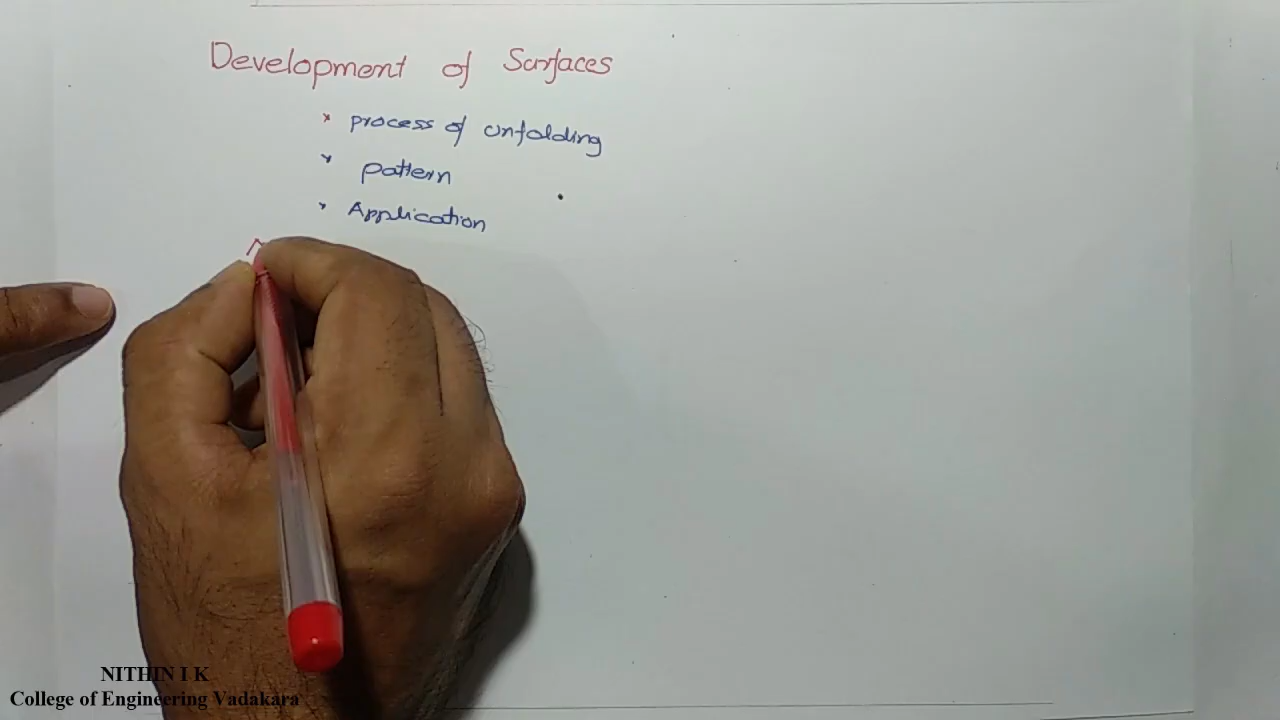 Development of Surfaces
* process of unfolding
* pattern
* Application
NITHIN I K
College of Engineering Vadakara